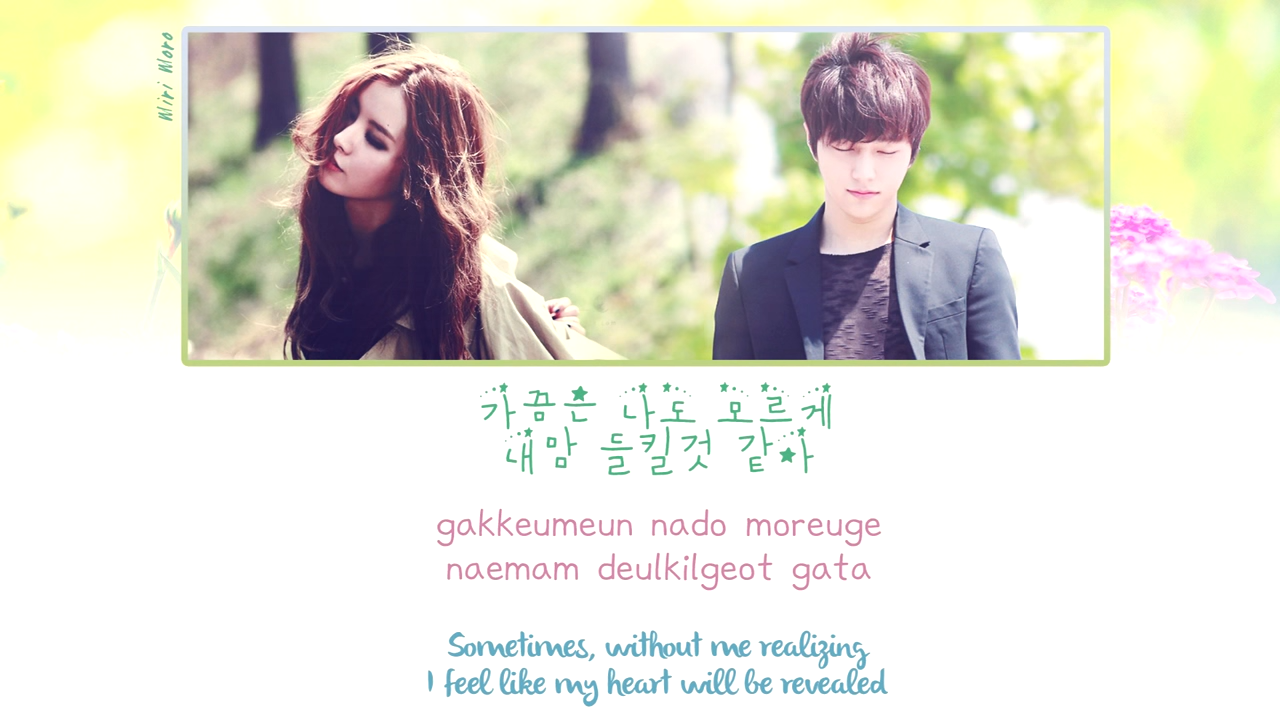 Miri Moro
가끔은 나도 모르게
내맘 들킬것 같아
gakkeumeun nado moreuge
naemam deulkilgeot gata
Sometimes, without me realizing
I feel like my heart will be revealed